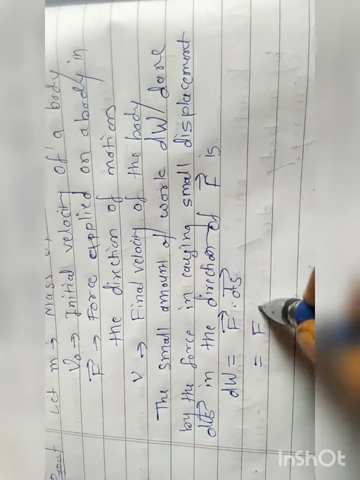 Proof Let m → Mass of
V₀ → Initial velocity of a body
F⃗ → Force applied on a body in
the direction of motion
V → Final velocity of the body
The small amount of work dW done
by the force in causing small displacement
ds⃗ in the direction of F⃗ is
dW = F⃗ · ds⃗
= F
InShOt